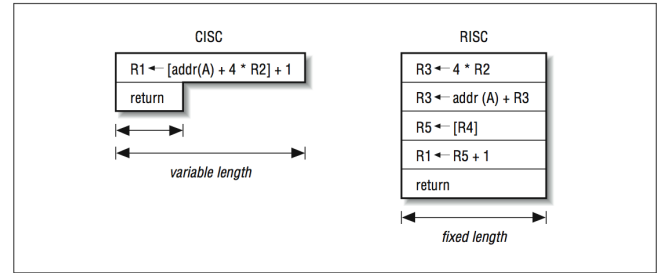 CISC
R1 ← [addr(A) + 4 * R2] + 1
return
variable length
RISC
R3 ← 4 * R2
R3 ← addr (A) + R3
R5 ← [R4]
R1 ← R5 + 1
return
fixed length